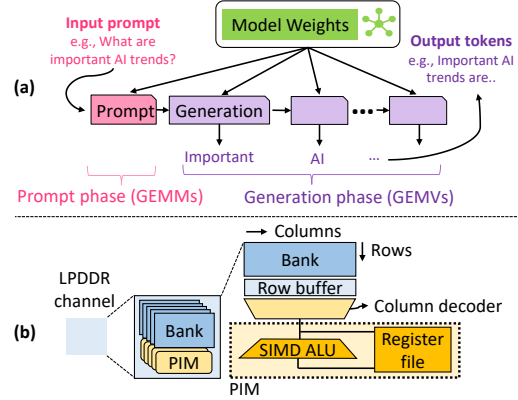 Model Weights
Input prompt
e.g., What are
important AI trends?
Output tokens
e.g., Important AI
trends are..
(a)
Prompt
Generation
Important
AI
...
Prompt phase (GEMMs)
Generation phase (GEMVs)
Columns
Rows
Bank
Row buffer
Column decoder
LPDDR
channel
(b)
Bank
PIM
SIMD ALU
Register
file
PIM